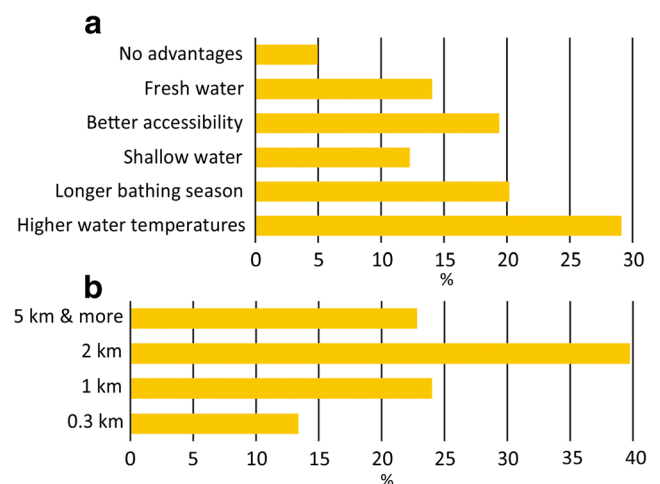 a
No advantages
Fresh water
Better accessibility
Shallow water
Longer bathing season
Higher water temperatures
0 5 10 15 20 25 30
%
b
5 km & more
2 km
1 km
0.3 km
0 5 10 15 20 25 30 35 40
%